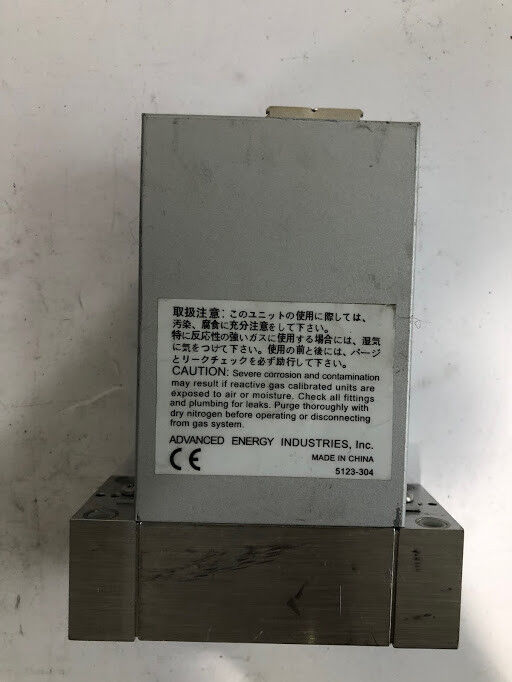 取扱注意：このユニットの使用に際しては、
汚染、腐食に充分注意をして下さい。
特に反応性の強いガスに使用する場合には、湿気
に気をつけて下さい。使用の前と後には、パージ
とリークチェックを必ず励行して下さい。
CAUTION: Severe corrosion and contamination
may result if reactive gas calibrated units are
exposed to air or moisture. Check all fittings
and plumbing for leaks. Purge thoroughly with
dry nitrogen before operating or disconnecting
from gas system.
ADVANCED ENERGY INDUSTRIES, Inc.
CE MADE IN CHINA
5123-304